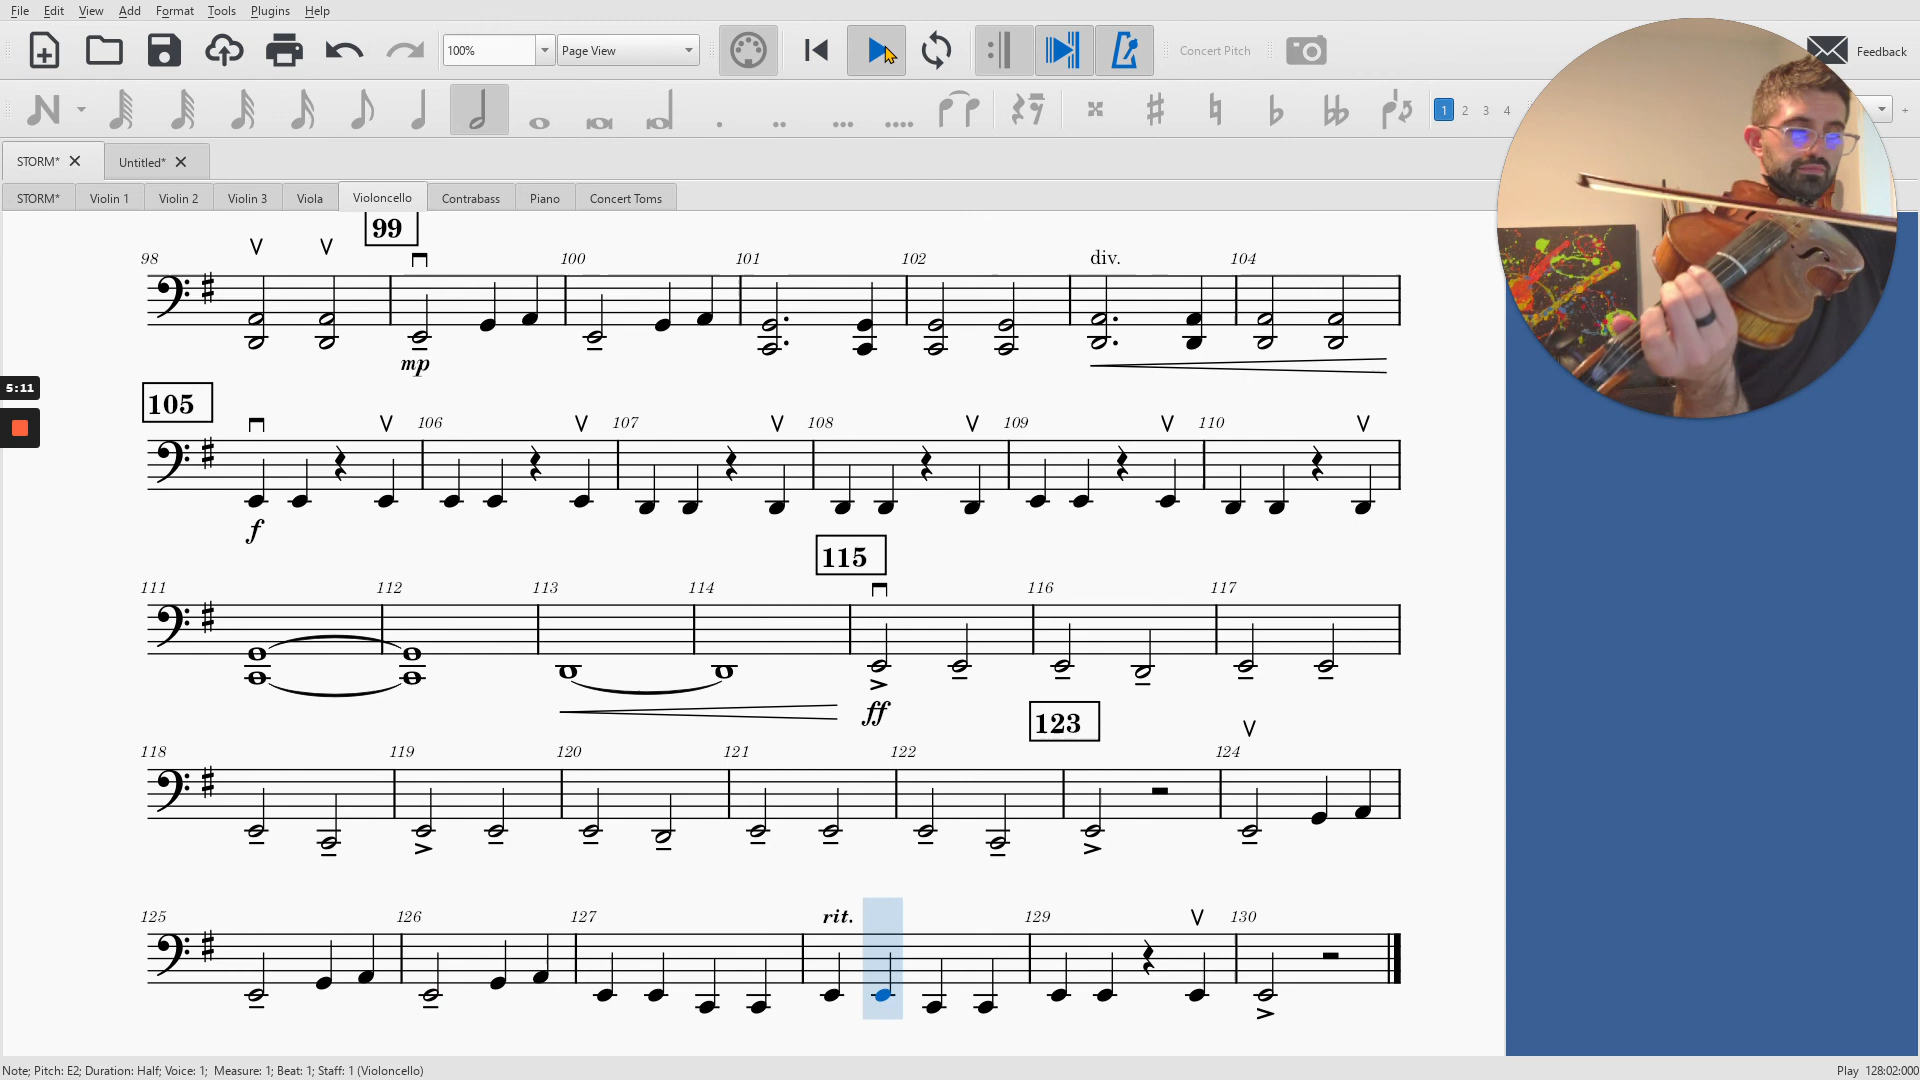 File Edit View Add Format Tools Plugins Help
100% Page View Concert Pitch Feedback
1 2 3 4
STORM* Untitled*
STORM* Violin 1 Violin 2 Violin 3 Viola Violoncello Contrabass Piano Concert Toms
99
98 100 101 102 div. 104
mp
5:11
105
106 107 108 109 110
f
115
111 112 113 114 116 117
ff
123
118 119 120 121 122 124
125 126 127 rit. 129 130
Note; Pitch: E2; Duration: Half; Voice: 1; Measure: 1; Beat: 1; Staff: 1 (Violoncello) Play 128:02:000